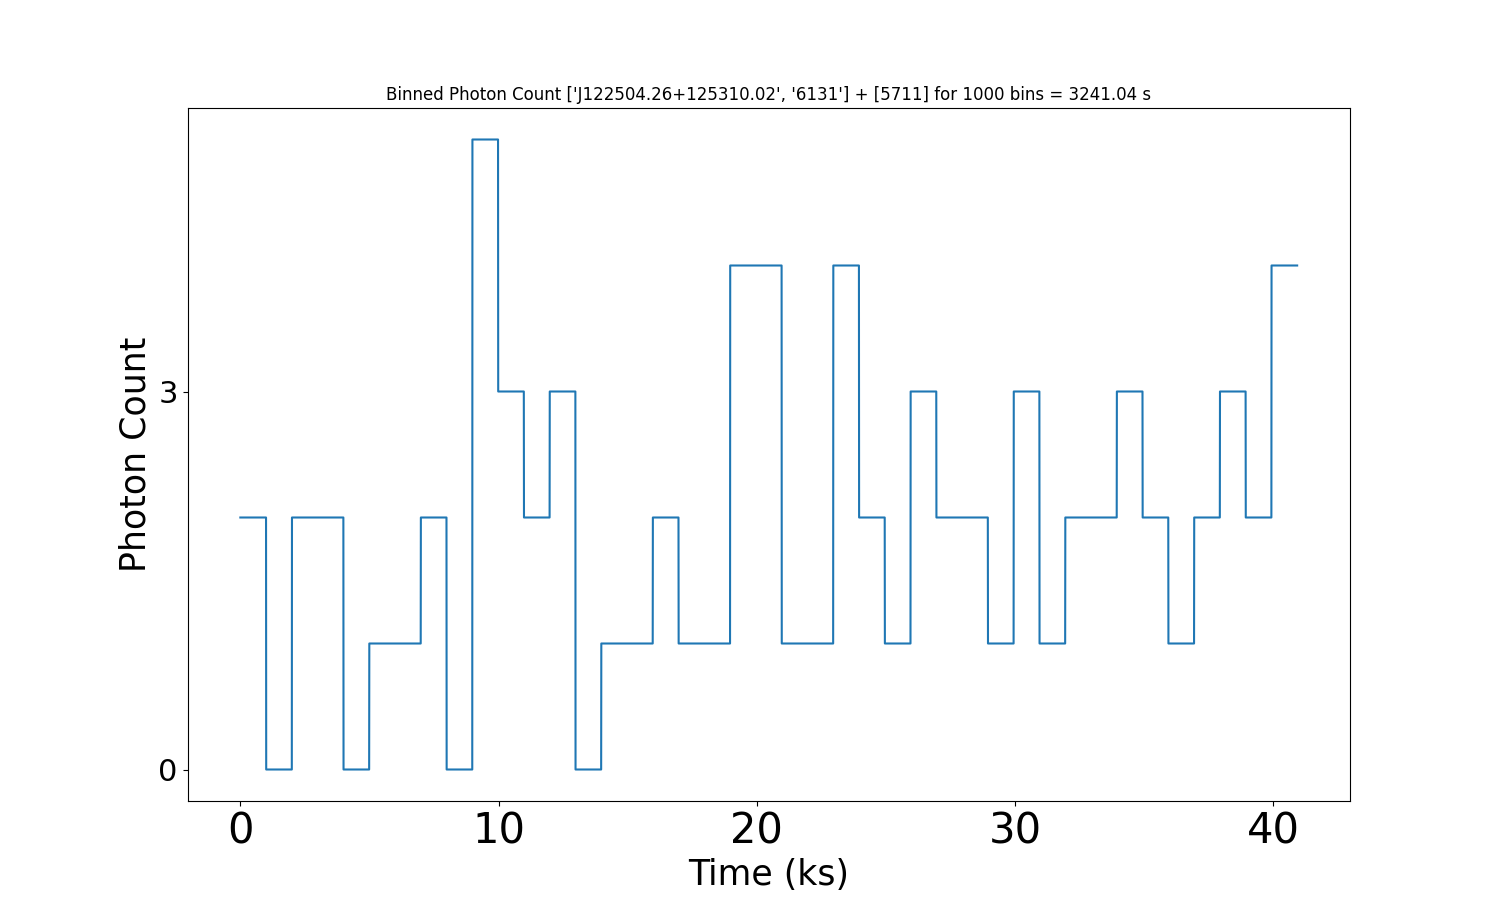 Binned Photon Count ['J122504.26+125310.02', '6131'] + [5711] for 1000 bins = 3241.04 s
Photon Count
3
0
0 10 20 30 40
Time (ks)